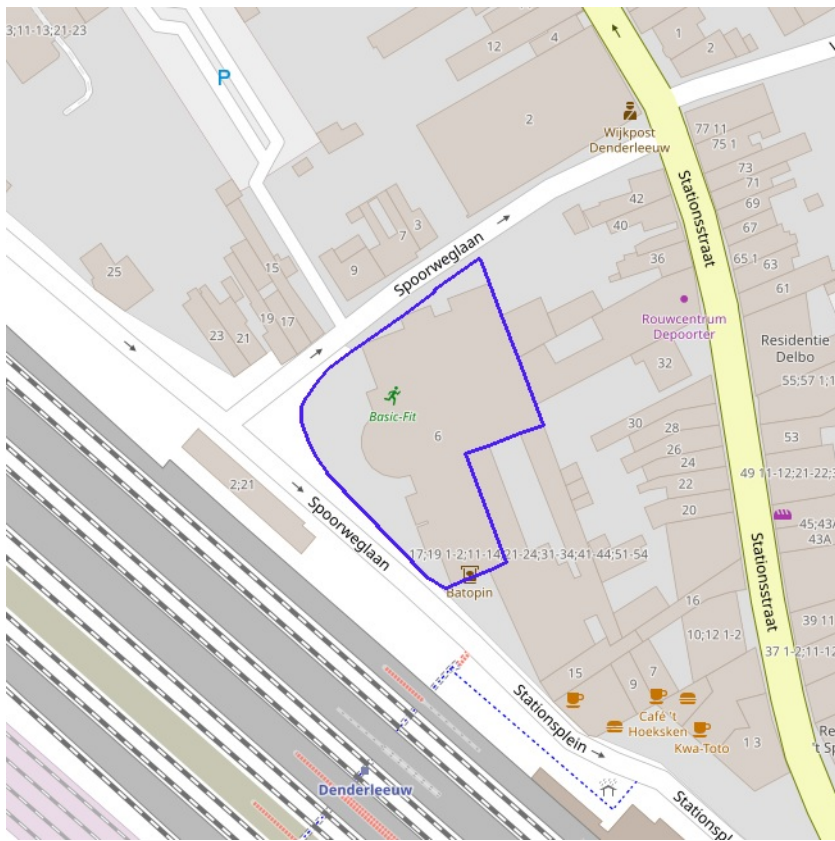 3;11-13;21-23
P
12
4
1
2
2
Wijkpost
Denderleeuw
77 11
75 1
73
71
69
67
65 1
63
61
42
40
36
3
7
9
Spoorweglaan
Stationsstraat
25
15
19
17
23
21
Rouwcentrum
Depoorter
32
Residentie
Delbo
55;57 1;1
Basic-Fit
6
30
28
26
24
22
20
53
49 11-12;21-22;3
45;43A
43A
2;21
Spoorweglaan
17;19 1-2;11-14;21-24;31-34;41-44;51-54
Batopin
Stationsstraat
16
10;12 1-2
39 11
37 1-2;11-12
15
9
7
Café 't
Hoeksken
Kwa-Toto
1 3
Re
't Sp
Stationsplein
Denderleeuw
Stationspl